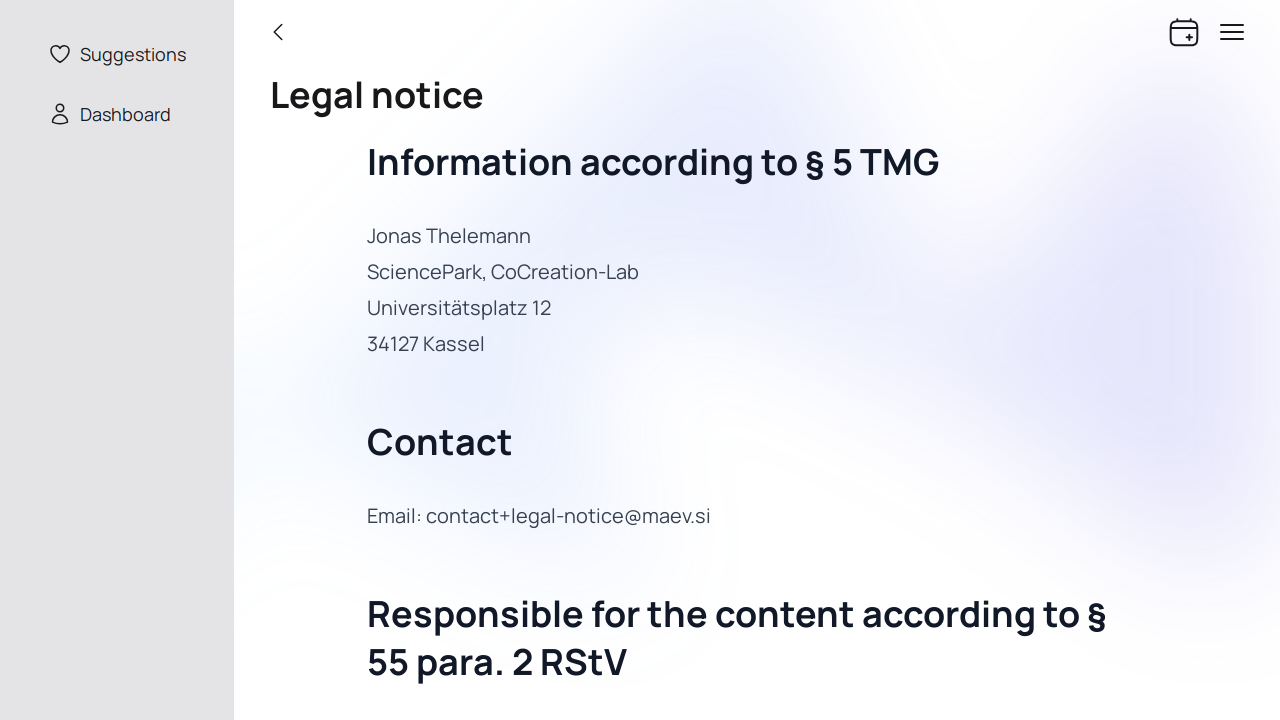 Suggestions
Dashboard
Legal notice
Information according to § 5 TMG
Jonas Thelemann
SciencePark, CoCreation-Lab
Universitätsplatz 12
34127 Kassel
Contact
Email: contact+legal-notice@maev.si
Responsible for the content according to §
55 para. 2 RStV